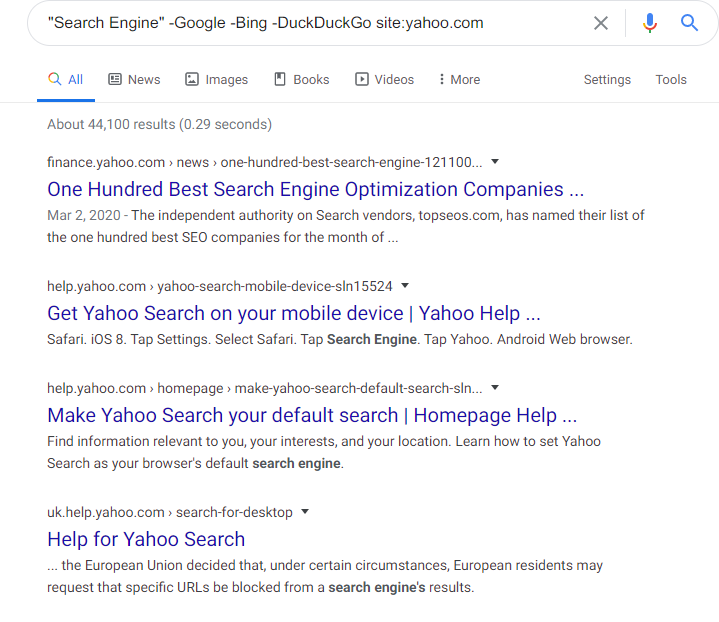 "Search Engine" -Google -Bing -DuckDuckGo site:yahoo.com
All News Images Books Videos More Settings Tools
About 44,100 results (0.29 seconds)
finance.yahoo.com › news › one-hundred-best-search-engine-121100...
One Hundred Best Search Engine Optimization Companies ...
Mar 2, 2020 - The independent authority on Search vendors, topseos.com, has named their list of
the one hundred best SEO companies for the month of ...
help.yahoo.com › yahoo-search-mobile-device-sln15524
Get Yahoo Search on your mobile device | Yahoo Help ...
Safari. iOS 8. Tap Settings. Select Safari. Tap Search Engine. Tap Yahoo. Android Web browser.
help.yahoo.com › homepage › make-yahoo-search-default-search-sln...
Make Yahoo Search your default search | Homepage Help ...
Find information relevant to you, your interests, and your location. Learn how to set Yahoo
Search as your browser's default search engine.
uk.help.yahoo.com › search-for-desktop
Help for Yahoo Search
... the European Union decided that, under certain circumstances, European residents may
request that specific URLs be blocked from a search engine's results.